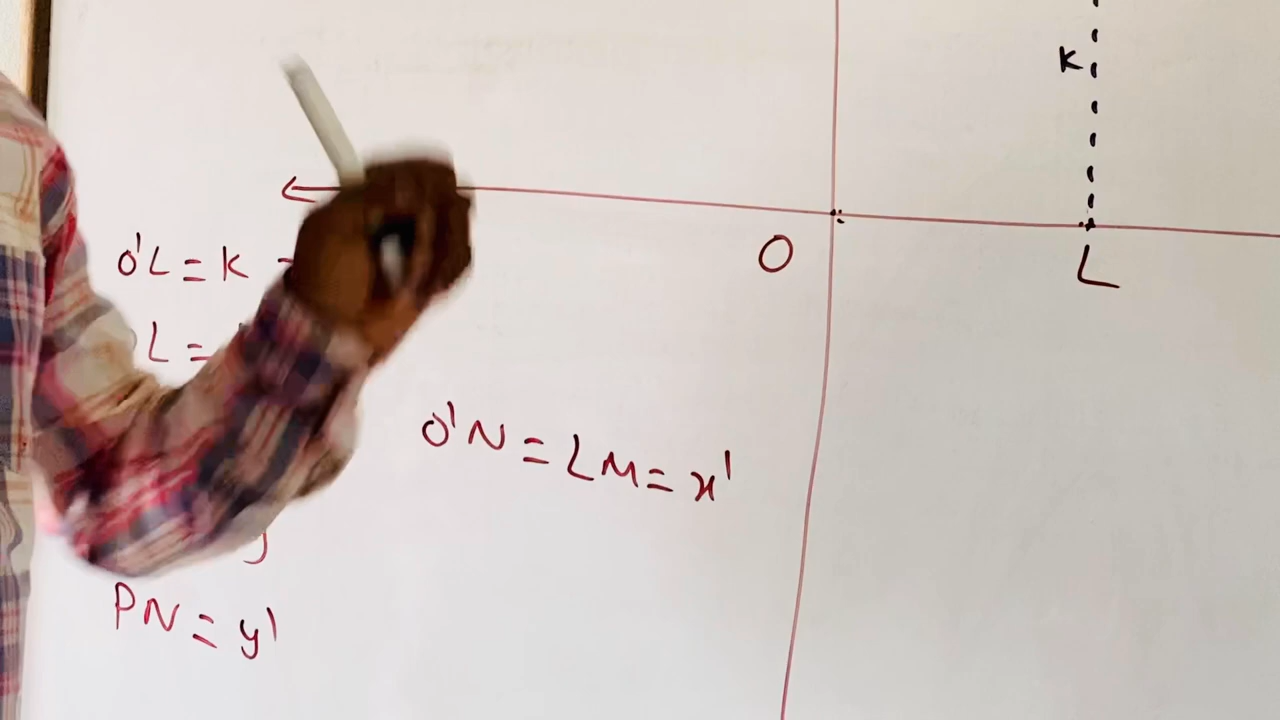 K
O
L
O'L = K
L =
O'N = LM = x'
PN = y'